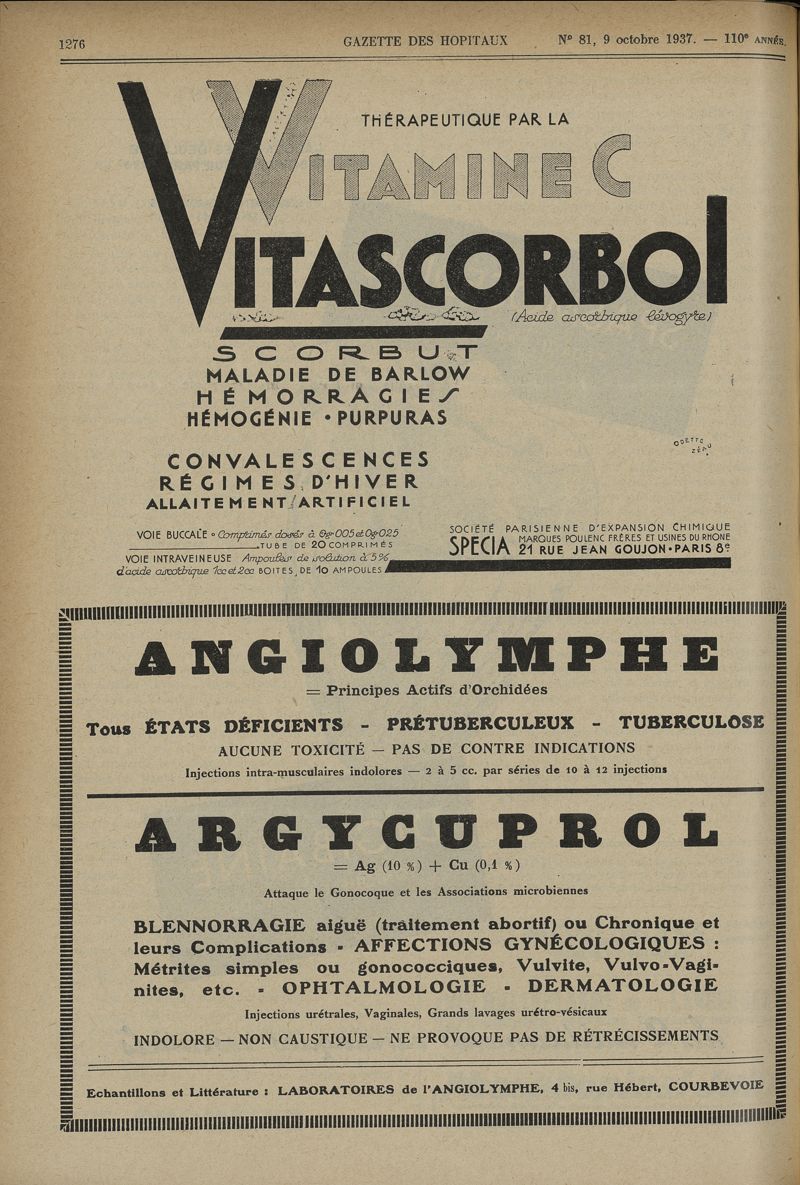 1276
GAZETTE DES HOPITAUX
Nº 81, 9 octobre 1937. — 110e ANNÉE.
THÉRAPEUTIQUE PAR LA
VITAMINE C
VITASCORBOl
(Acide ascorbique lévogyre)
SCORBUT
MALADIE DE BARLOW
HÉMORRAGIES
HÉMOGÉNIE • PURPURAS
ODETTE
ZÉPO
CONVALESCENCES
RÉGIMES D'HIVER
ALLAITEMENT ARTIFICIEL
VOIE BUCCALE • Comprimés dosés à 0g.005 et 0g.025
TUBE DE 20 COMPRIMÉS
VOIE INTRAVEINEUSE Ampoules de solution à 5%
d'acide ascorbique 1cc et 2cc BOITES DE 10 AMPOULES
SOCIÉTÉ PARISIENNE D'EXPANSION CHIMIQUE
SPECIA MARQUES POULENC FRÈRES ET USINES DU RHONE
21 RUE JEAN GOUJON • PARIS 8e
ANGIOLYMPHE
= Principes Actifs d'Orchidées
Tous ÉTATS DÉFICIENTS - PRÉTUBERCULEUX - TUBERCULOSE
AUCUNE TOXICITÉ — PAS DE CONTRE INDICATIONS
Injections intra-musculaires indolores — 2 à 5 cc. par séries de 10 à 12 injections
ARGYCUPROL
= Ag (10 %) + Cu (0,1 %)
Attaque le Gonocoque et les Associations microbiennes
BLENNORRAGIE aiguë (traitement abortif) ou Chronique et
leurs Complications - AFFECTIONS GYNÉCOLOGIQUES :
Métrites simples ou gonococciques, Vulvite, Vulvo-Vagi-
nites, etc. - OPHTALMOLOGIE - DERMATOLOGIE
Injections urétrales, Vaginales, Grands lavages urétro-vésicaux
INDOLORE — NON CAUSTIQUE — NE PROVOQUE PAS DE RÉTRÉCISSEMENTS
Echantillons et Littérature : LABORATOIRES de l'ANGIOLYMPHE, 4 bis, rue Hébert, COURBEVOIE